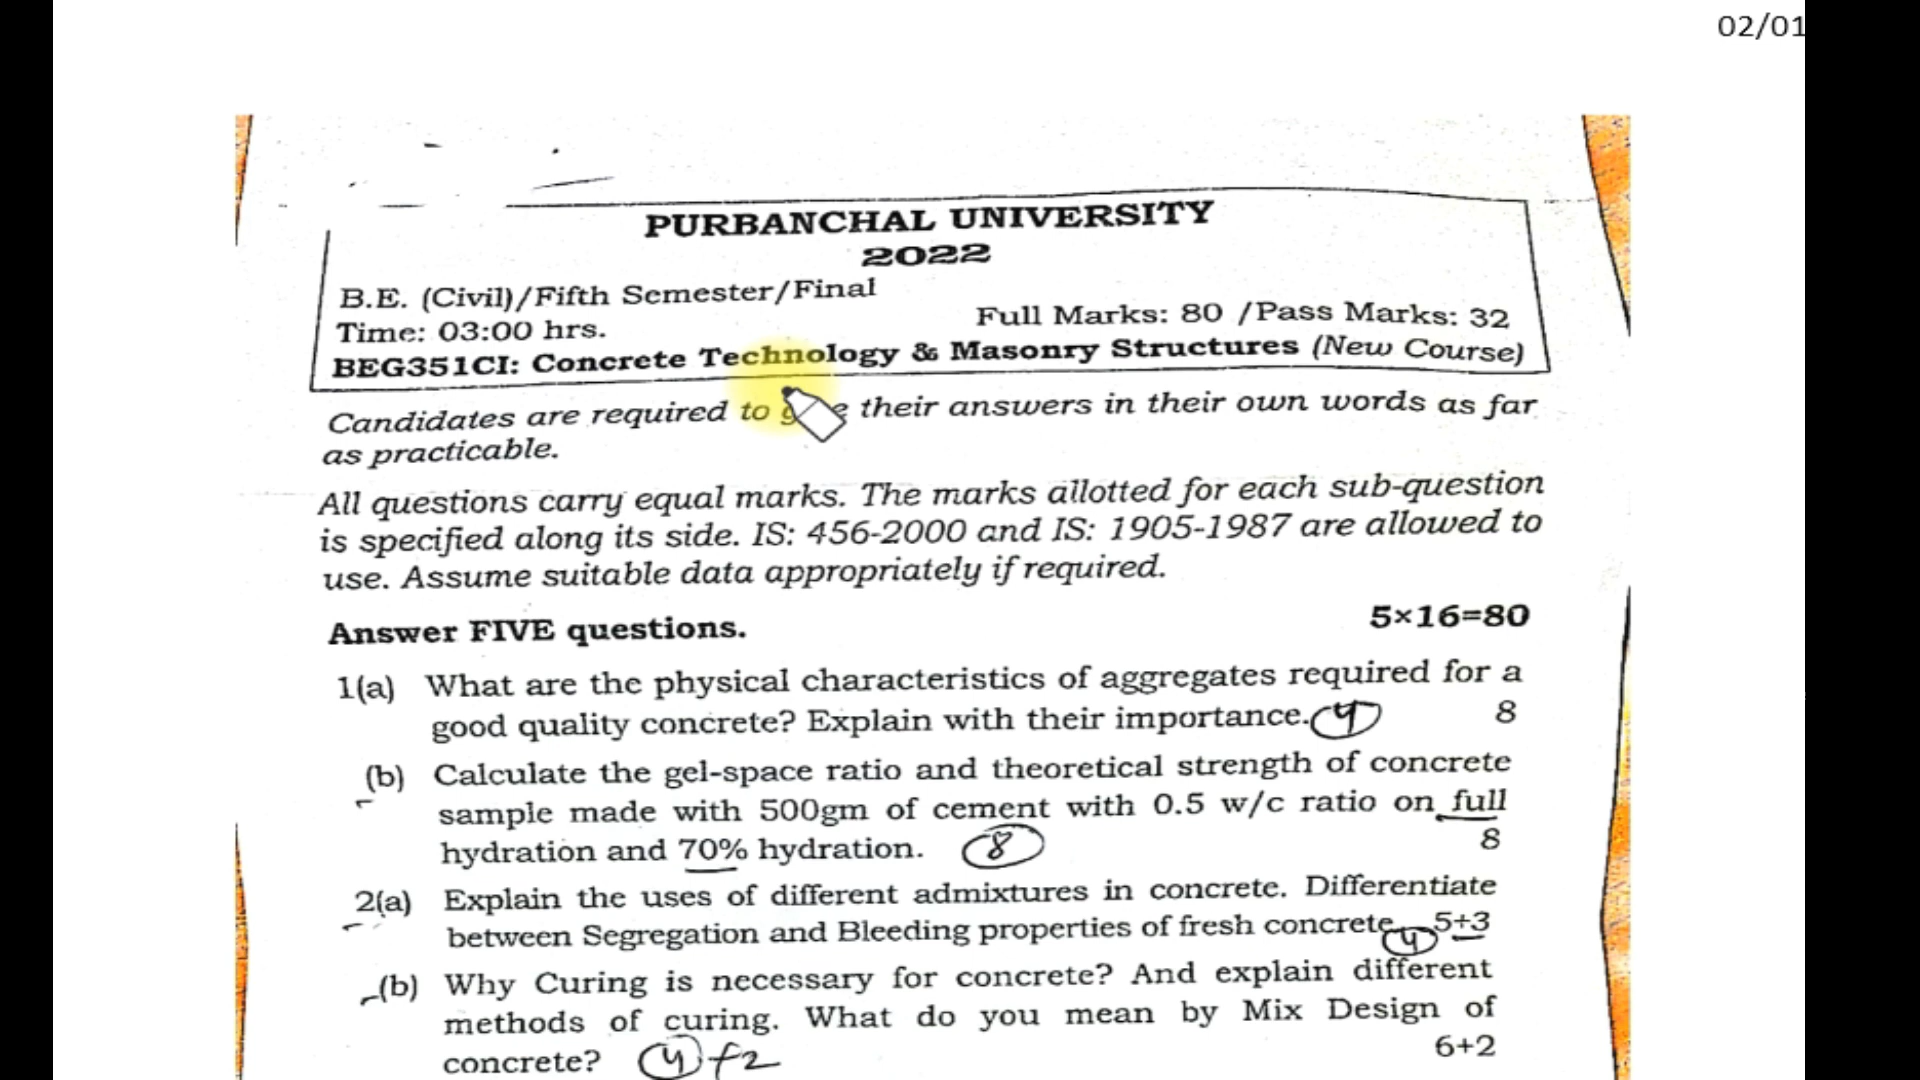 02/01
PURBANCHAL UNIVERSITY
2022
B.E. (Civil)/Fifth Semester/Final
Time: 03:00 hrs.
Full Marks: 80 /Pass Marks: 32
BEG351CI: Concrete Technology & Masonry Structures (New Course)
Candidates are required to their answers in their own words as far
as practicable.
All questions carry equal marks. The marks allotted for each sub-question
is specified along its side. IS: 456-2000 and IS: 1905-1987 are allowed to
use. Assume suitable data appropriately if required.
Answer FIVE questions. 5×16=80
1(a) What are the physical characteristics of aggregates required for a
good quality concrete? Explain with their importance. 4 8
(b) Calculate the gel-space ratio and theoretical strength of concrete
sample made with 500gm of cement with 0.5 w/c ratio on full
hydration and 70% hydration. 8 8
2(a) Explain the uses of different admixtures in concrete. Differentiate
between Segregation and Bleeding properties of fresh concrete 4 5+3
(b) Why Curing is necessary for concrete? And explain different
methods of curing. What do you mean by Mix Design of
concrete? 4 +2 6+2